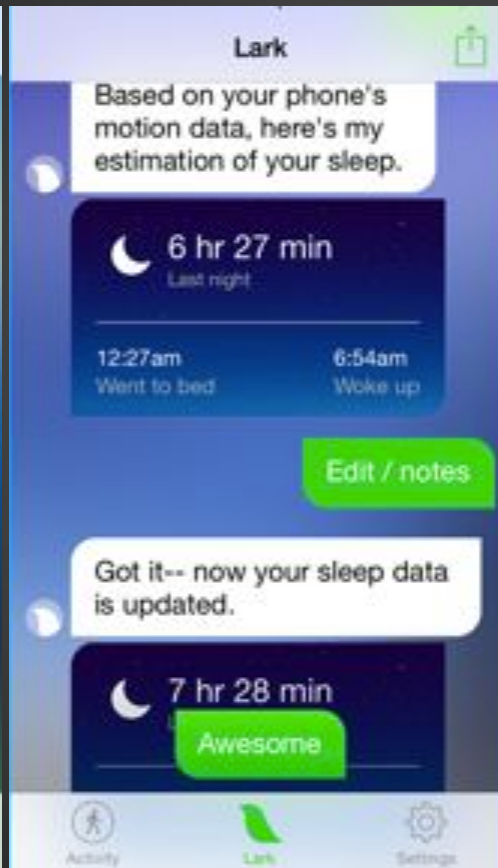 Lark
Based on your phone's
motion data, here's my
estimation of your sleep.
6 hr 27 min
Last night
12:27am
6:54am
Went to bed
Woke up
Edit / notes
Got it-- now your sleep data
is updated.
7 hr 28 min
Awesome
Activity
Lark
Settings